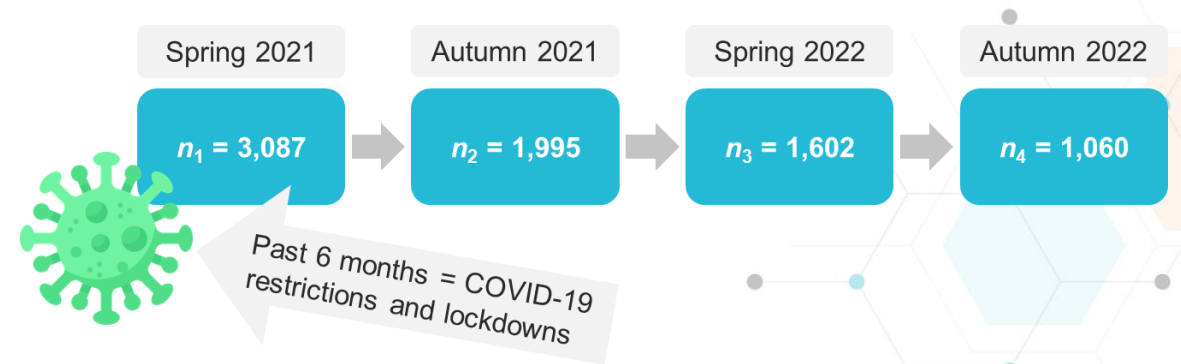 Spring 2021
Autumn 2021
Spring 2022
Autumn 2022
n₁ = 3,087
n₂ = 1,995
n₃ = 1,602
n₄ = 1,060
Past 6 months = COVID-19
restrictions and lockdowns